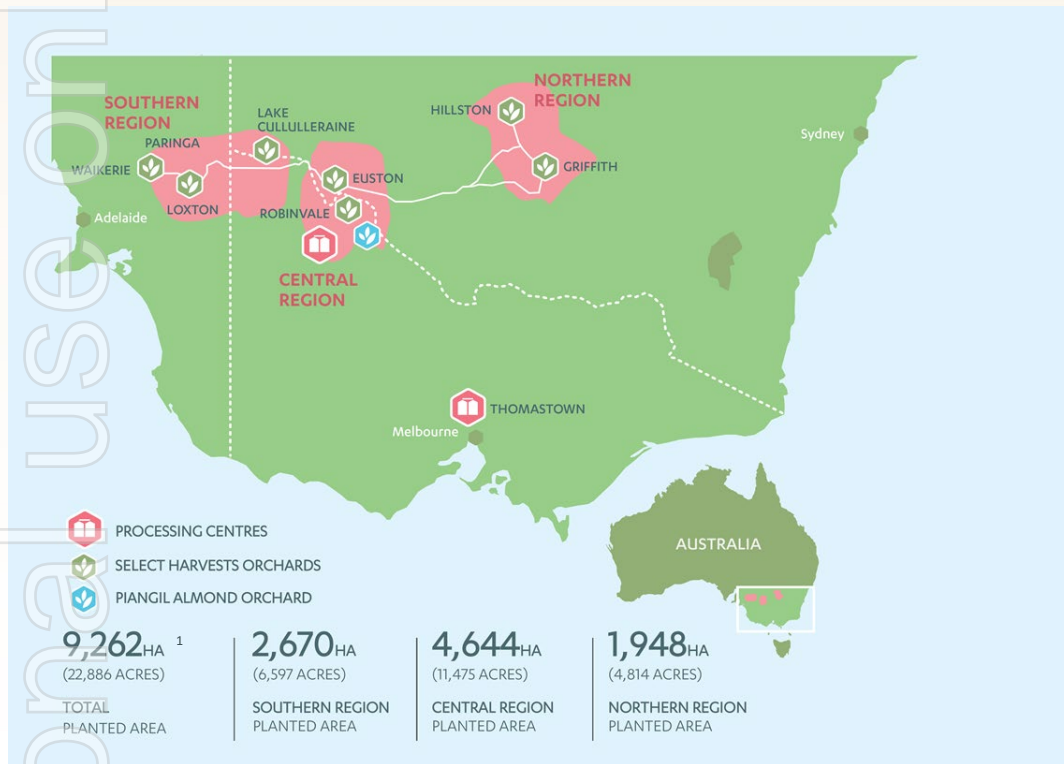 NORTHERN
REGION
HILLSTON
GRIFFITH
SOUTHERN
REGION
LAKE
CULLULLERAINE
PARINGA
WAIKERIE
LOXTON
EUSTON
ROBINVALE
CENTRAL
REGION
Sydney
Adelaide
THOMASTOWN
Melbourne
AUSTRALIA
PROCESSING CENTRES
SELECT HARVESTS ORCHARDS
PIANGIL ALMOND ORCHARD
9,262HA 1
(22,886 ACRES)
TOTAL
PLANTED AREA
2,670HA
(6,597 ACRES)
SOUTHERN REGION
PLANTED AREA
4,644HA
(11,475 ACRES)
CENTRAL REGION
PLANTED AREA
1,948HA
(4,814 ACRES)
NORTHERN REGION
PLANTED AREA